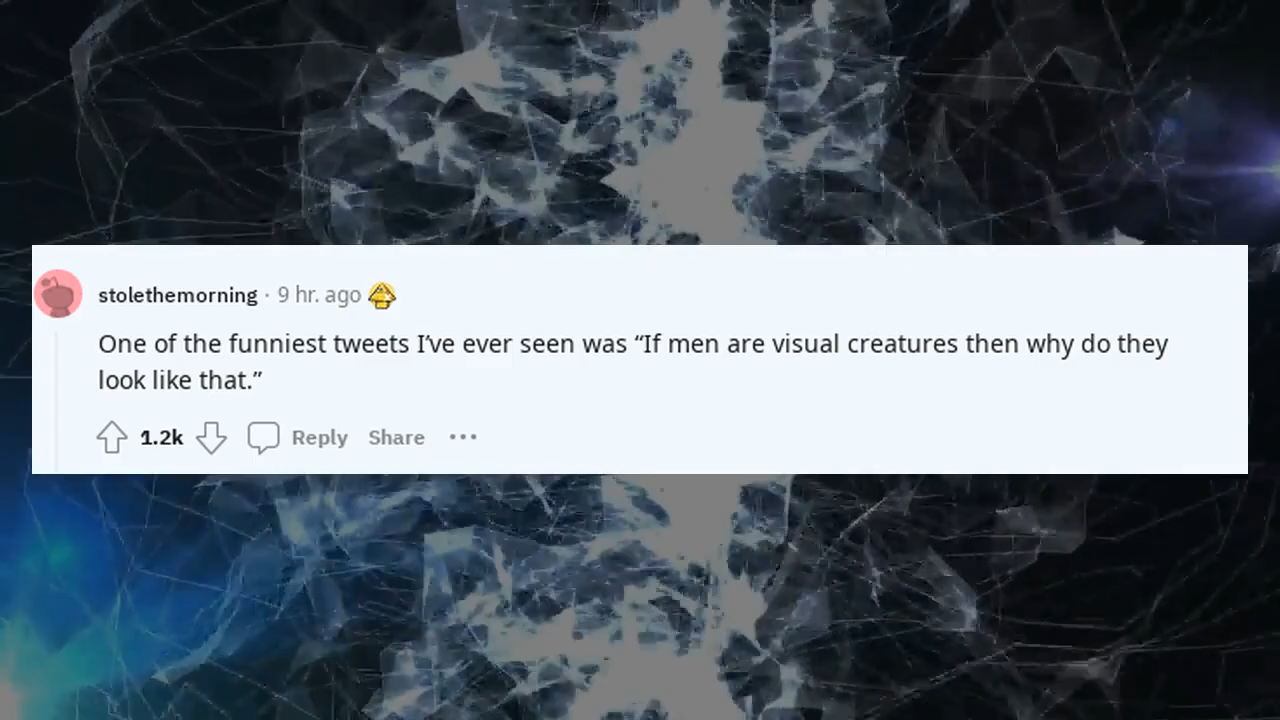 stolethemorning · 9 hr. ago
One of the funniest tweets I’ve ever seen was “If men are visual creatures then why do they
look like that.”
1.2k Reply Share ···